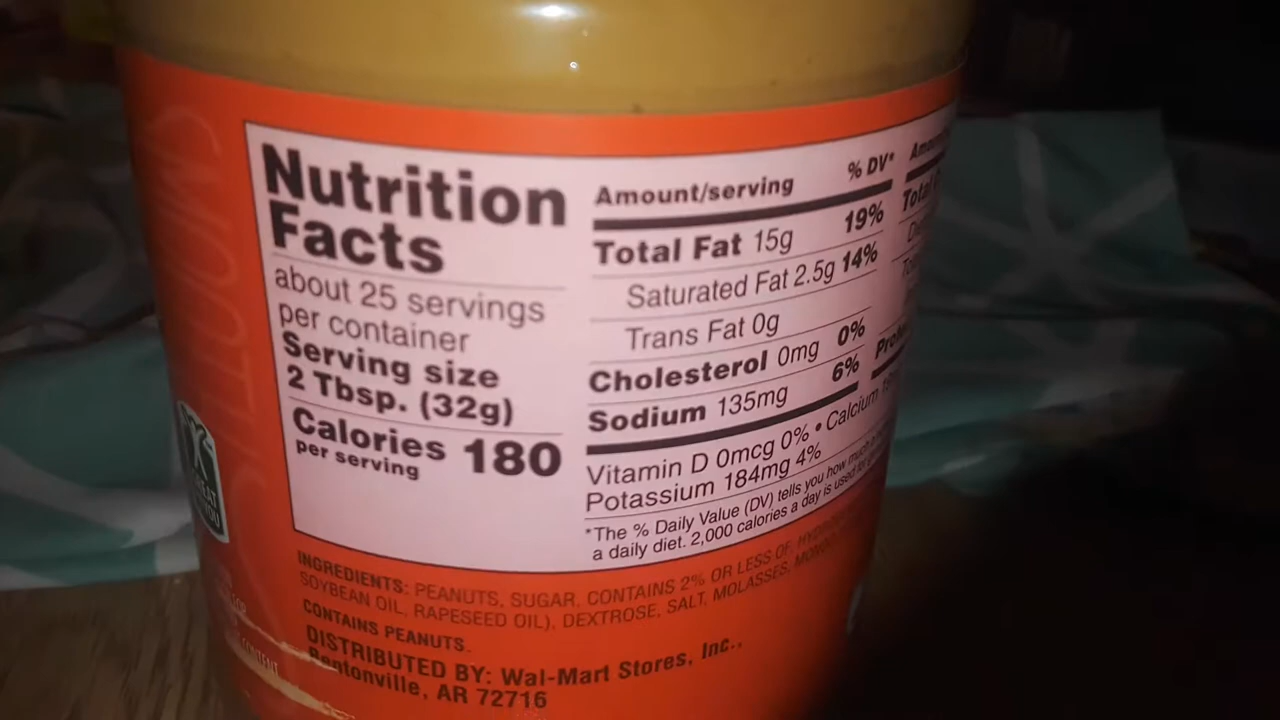 SMOOTH
Nutrition
Facts
about 25 servings
per container
Serving size
2 Tbsp. (32g)
Calories 180
per serving
Amount/serving % DV*
Total Fat 15g 19%
Saturated Fat 2.5g 14%
Trans Fat 0g
Cholesterol 0mg 0%
Sodium 135mg 6%
Vitamin D 0mcg 0% • Calcium
Potassium 184mg 4%
*The % Daily Value (DV) tells you how much
a daily diet. 2,000 calories a day is used for
Total
INGREDIENTS: PEANUTS, SUGAR, CONTAINS 2% OR LESS OF:
SOYBEAN OIL, RAPESEED OIL), DEXTROSE, SALT, MOLASSES,
CONTAINS PEANUTS.
DISTRIBUTED BY: Wal-Mart Stores, Inc.,
Bentonville, AR 72716
CONTENT